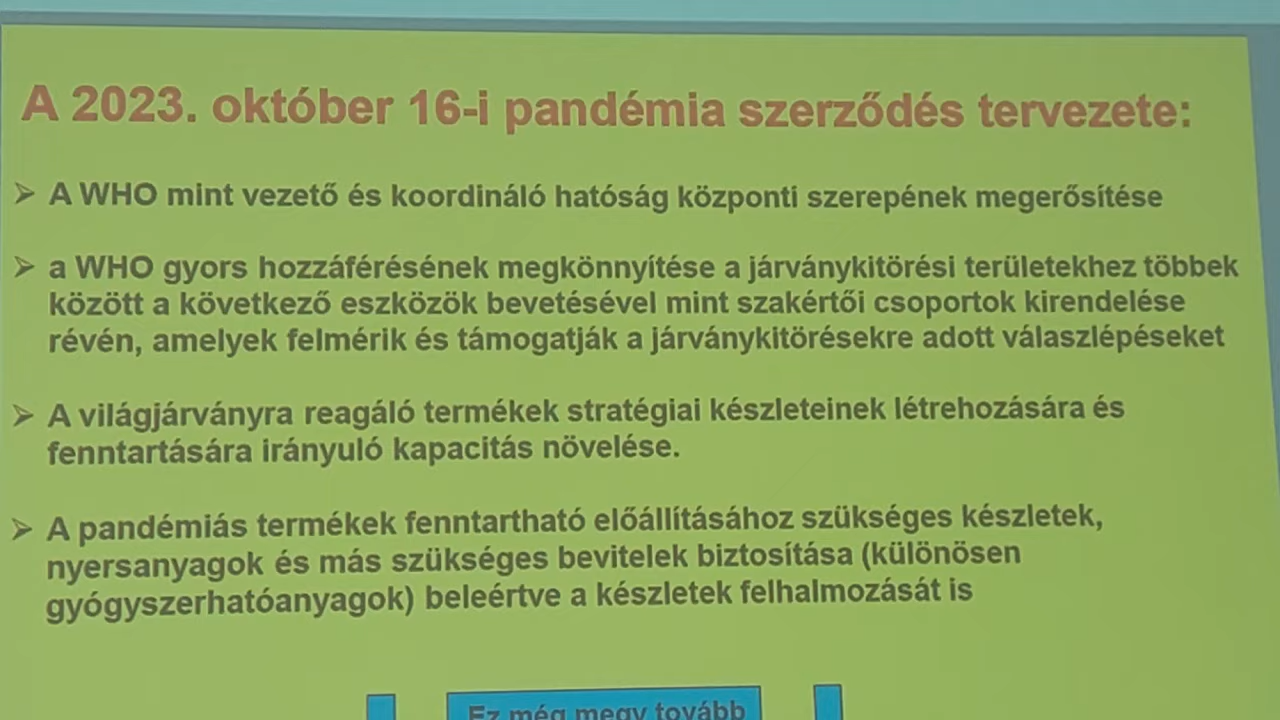 A 2023. október 16-i pandémia szerződés tervezete:
➢ A WHO mint vezető és koordináló hatóság központi szerepének megerősítése
➢ a WHO gyors hozzáférésének megkönnyítése a járványkitörési területekhez többek
között a következő eszközök bevetésével mint szakértői csoportok kirendelése
révén, amelyek felmérik és támogatják a járványkitörésekre adott válaszlépéseket
➢ A világjárványra reagáló termékek stratégiai készleteinek létrehozására és
fenntartására irányuló kapacitás növelése.
➢ A pandémiás termékek fenntartható előállításához szükséges készletek,
nyersanyagok és más szükséges bevitelek biztosítása (különösen
gyógyszerhatóanyagok) beleértve a készletek felhalmozását is
Ez még megy tovább